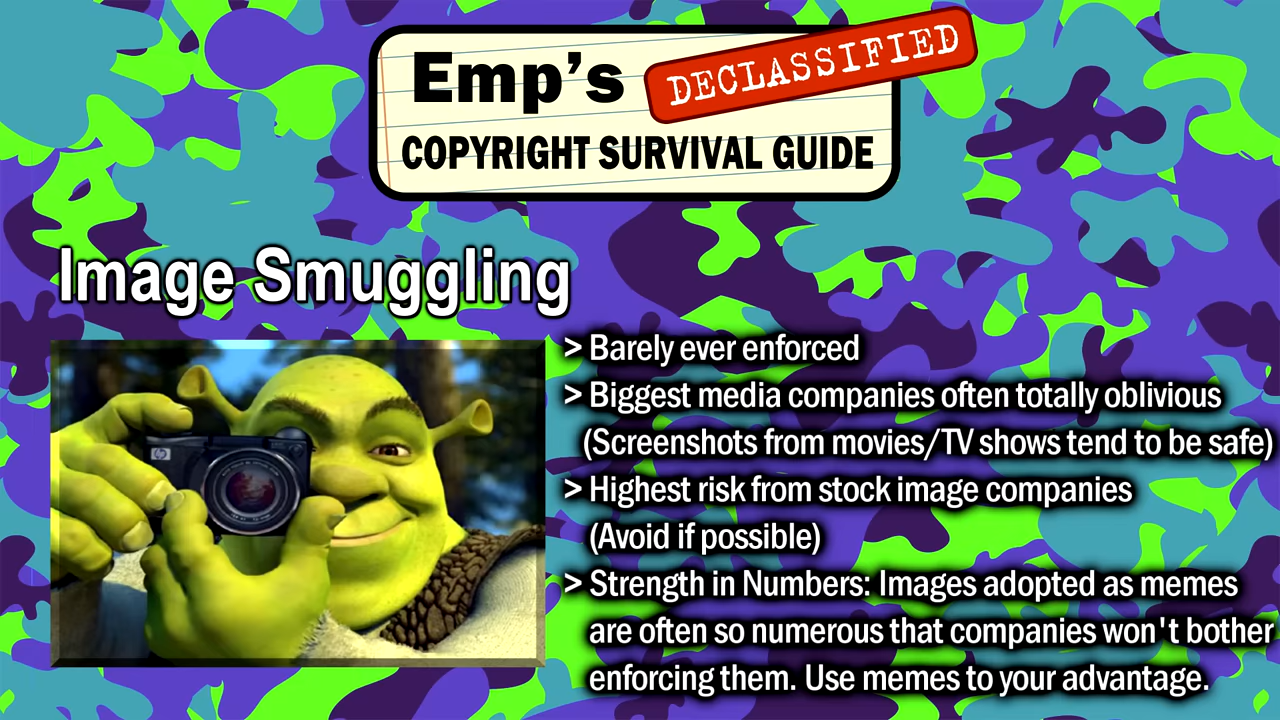 Emp's
DECLASSIFIED
COPYRIGHT SURVIVAL GUIDE
Image Smuggling
hp
> Barely ever enforced
> Biggest media companies often totally oblivious
(Screenshots from movies/TV shows tend to be safe)
> Highest risk from stock image companies
(Avoid if possible)
> Strength in Numbers: Images adopted as memes
are often so numerous that companies won't bother
enforcing them. Use memes to your advantage.